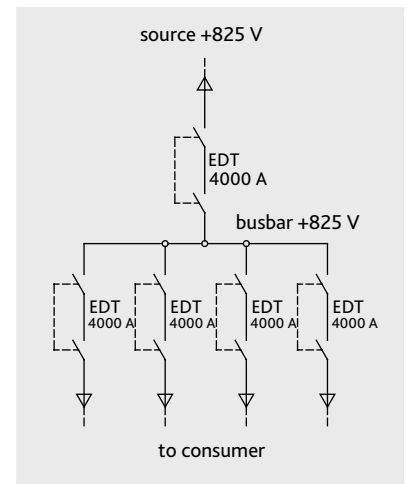 source +825 V
EDT
4000 A
busbar +825 V
EDT
4000 A
EDT
4000 A
EDT
4000 A
EDT
4000 A
to consumer